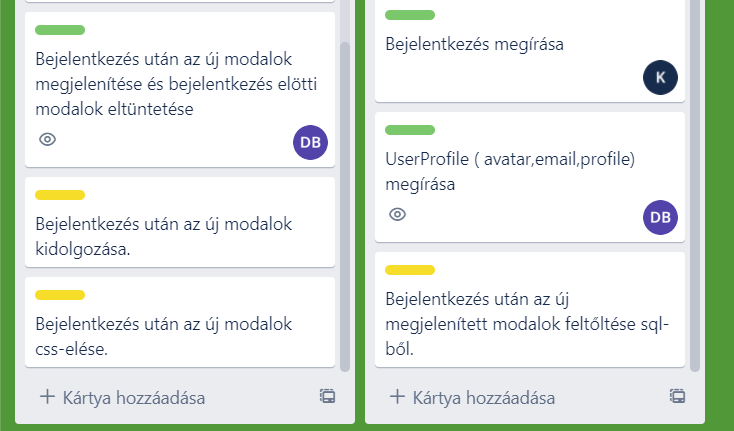 Bejelentkezés után az új modalok
megjelenítése és bejelentkezés elötti
modalok eltüntetése
DB
Bejelentkezés után az új modalok
kidolgozása.
Bejelentkezés után az új modalok
css-elése.
Kártya hozzáadása
Bejelentkezés megírása
K
UserProfile ( avatar,email,profile)
megírása
DB
Bejelentkezés után az új
megjelenített modalok feltőltése sql-
ből.
Kártya hozzáadása